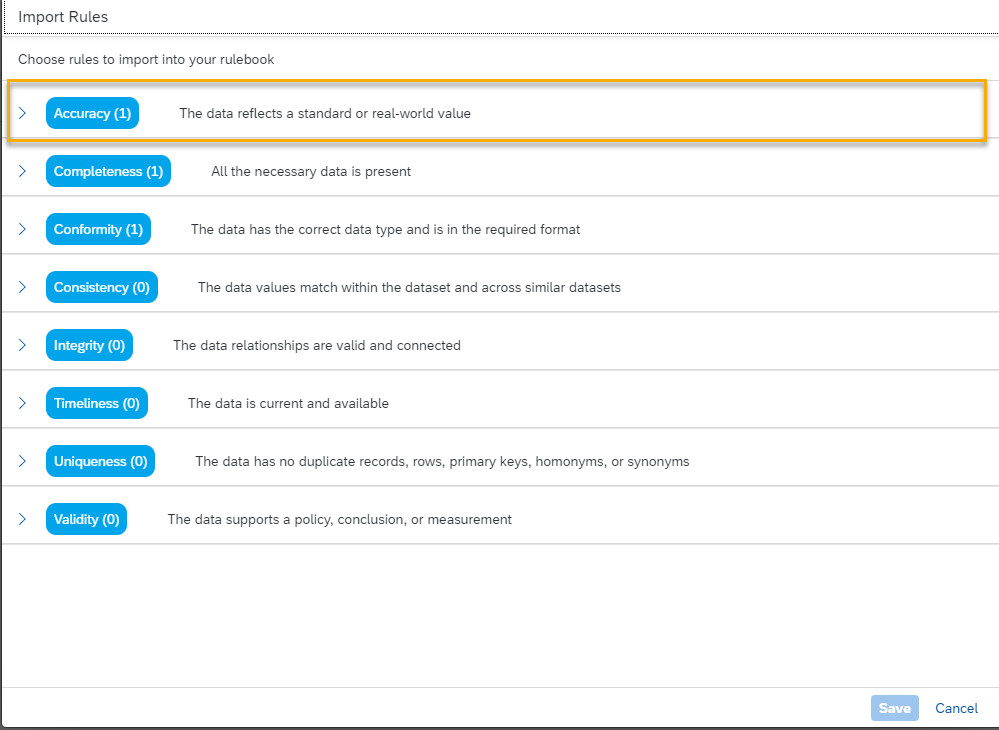 Import Rules
Choose rules to import into your rulebook
Accuracy (1) The data reflects a standard or real-world value
Completeness (1) All the necessary data is present
Conformity (1) The data has the correct data type and is in the required format
Consistency (0) The data values match within the dataset and across similar datasets
Integrity (0) The data relationships are valid and connected
Timeliness (0) The data is current and available
Uniqueness (0) The data has no duplicate records, rows, primary keys, homonyms, or synonyms
Validity (0) The data supports a policy, conclusion, or measurement
Save Cancel